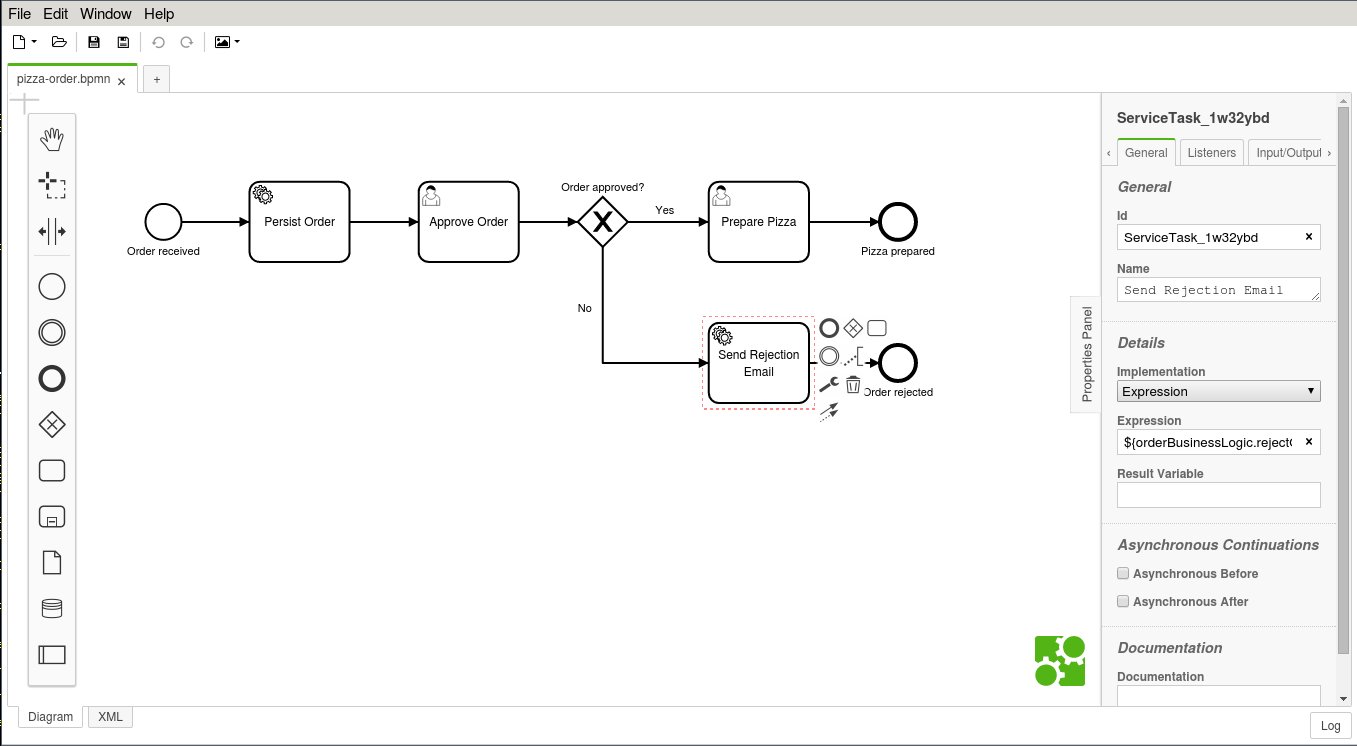 File Edit Window Help
pizza-order.bpmn × +
Order received
Persist Order
Approve Order
Order approved?
Yes
Prepare Pizza
Pizza prepared
No
Send Rejection
Email
Order rejected
Properties Panel
ServiceTask_1w32ybd
‹ General Listeners Input/Output ›
General
Id
ServiceTask_1w32ybd ×
Name
Send Rejection Email
Details
Implementation
Expression
Expression
${orderBusinessLogic.reject ×
Result Variable
Asynchronous Continuations
Asynchronous Before
Asynchronous After
Documentation
Documentation
Diagram XML
Log